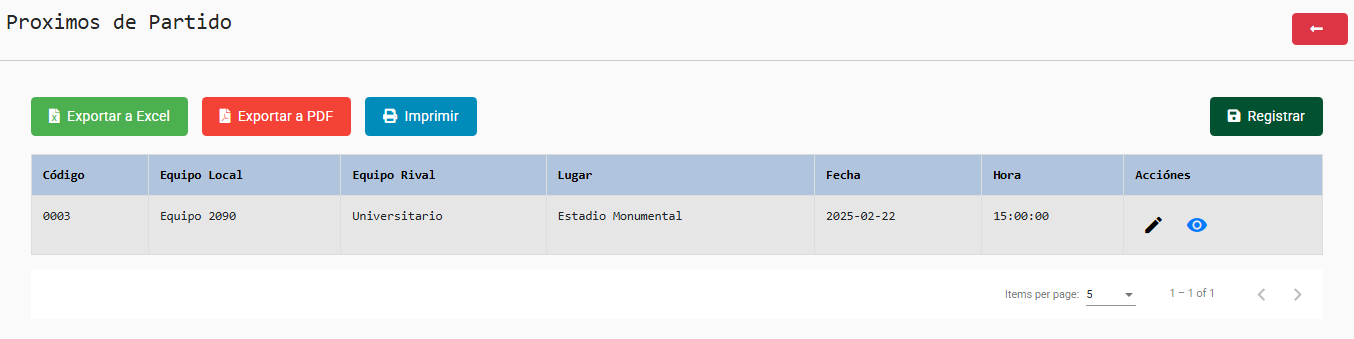 Proximos de Partido
Exportar a Excel Exportar a PDF Imprimir Registrar
Código Equipo Local Equipo Rival Lugar Fecha Hora Acciónes
0003 Equipo 2090 Universitario Estadio Monumental 2025-02-22 15:00:00
Items per page: 5 1 – 1 of 1